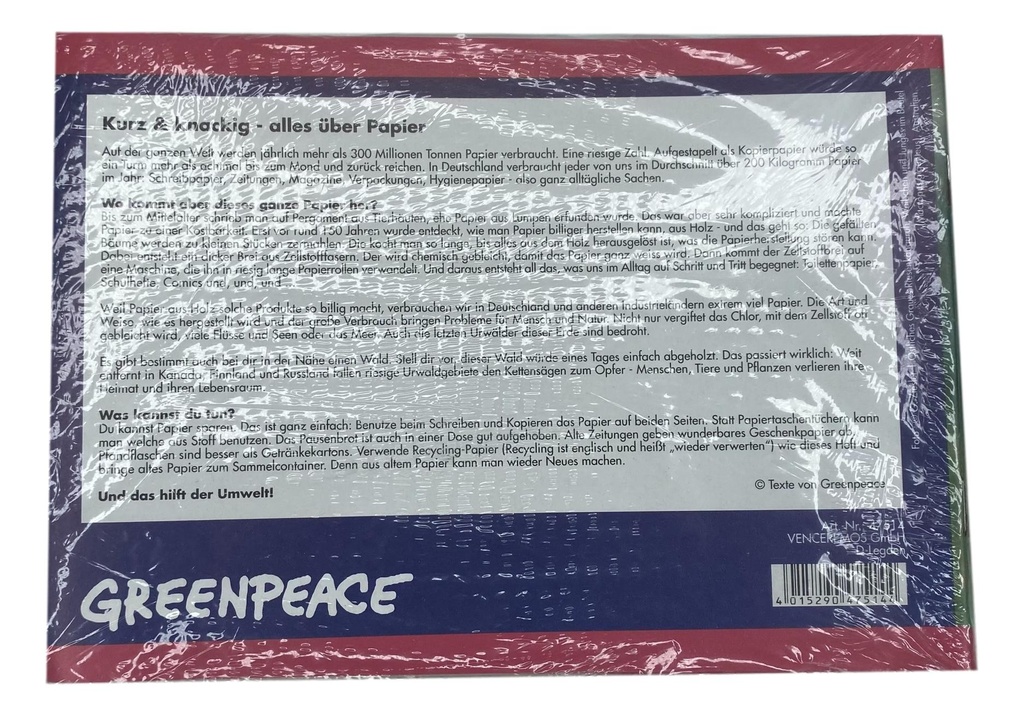 Kurz & knackig - alles über Papier
Auf der ganzen Welt werden jährlich mehr als 300 Millionen Tonnen Papier verbraucht. Eine riesige Zahl. Aufgestapelt als Kopierpapier würde so
ein Turm mehr als achtmal bis zum Mond und zurück reichen. In Deutschland verbraucht jeder von uns im Durchschnitt über 200 Kilogramm Papier
im Jahr: Schreibpapier, Zeitungen, Magazine, Verpackungen, Hygienepapier - also ganz alltägliche Sachen.
Wo kommt aber dieses ganze Papier her?
Bis zum Mittelalter schrieb man auf Pergament aus Tierhäuten, ehe Papier aus Lumpen erfunden wurde. Das war aber sehr kompliziert und machte
Papier zu einer Kostbarkeit. Erst vor rund 150 Jahren wurde entdeckt, wie man Papier billiger herstellen kann, aus Holz - und das geht so: Die gefällten
Bäume werden zu kleinen Stücken zermahlen. Die kocht man so lange, bis alles aus dem Holz herausgelöst ist, was die Papierherstellung stören kann.
Dabei entsteht ein dicker Brei aus Zellstofffasern. Der wird chemisch gebleicht, damit das Papier ganz weiss wird. Dann kommt der Zellstoffbrei auf
eine Maschine, die ihn in riesig lange Papierrollen verwandelt. Und daraus entsteht all das, was uns im Alltag auf Schritt und Tritt begegnet: Toilettenpapier,
Schulhefte, Comics und, und, und
Weil Papier aus Holz solche Produkte so billig macht, verbrauchen wir in Deutschland und anderen Industrieländern extrem viel Papier. Die Art und
Weise, wie es hergestellt wird und der große Verbrauch bringen Probleme für Mensch und Natur. Nicht nur vergiftet das Chlor, mit dem Zellstoff oft
gebleicht wird, viele Flüsse und Seen oder das Meer. Auch die letzten Urwälder dieser Erde sind bedroht.
Es gibt bestimmt auch bei dir in der Nähe einen Wald. Stell dir vor, dieser Wald würde eines Tages einfach abgeholzt. Das passiert wirklich: Weit
entfernt in Kanada, Finnland und Russland fallen riesige Urwaldgebiete den Kettensägen zum Opfer - Menschen, Tiere und Pflanzen verlieren ihre
Heimat und ihren Lebensraum.
Was kannst du tun?
Du kannst Papier sparen. Das ist ganz einfach: Benutze beim Schreiben und Kopieren das Papier auf beiden Seiten. Statt Papiertaschentüchern kann
man welche aus Stoff benutzen. Das Pausenbrot ist auch in einer Dose gut aufgehoben. Alte Zeitungen geben wunderbares Geschenkpapier ab,
Pfandflaschen sind besser als Getränkekartons. Verwende Recycling-Papier (Recycling ist englisch und heißt „wieder verwerten“) wie dieses Heft und
bringe altes Papier zum Sammelcontainer. Denn aus altem Papier kann man wieder Neues machen.
Und das hilft der Umwelt!
© Texte von Greenpeace
Art.-Nr. 47514
VENCEREMOS GmbH
D-Legden
GREENPEACE
4 015290 475144